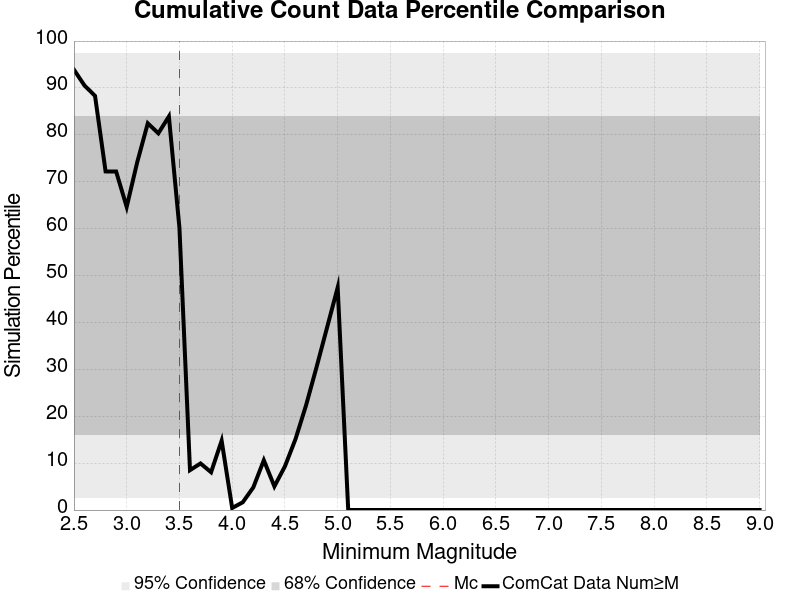 Cumulative Count Data Percentile Comparison
100
90
80
70
60
50
40
30
20
10
0
Simulation Percentile
2.5 3.0 3.5 4.0 4.5 5.0 5.5 6.0 6.5 7.0 7.5 8.0 8.5 9.0
Minimum Magnitude
95% Confidence 68% Confidence Mc ComCat Data Num≥M